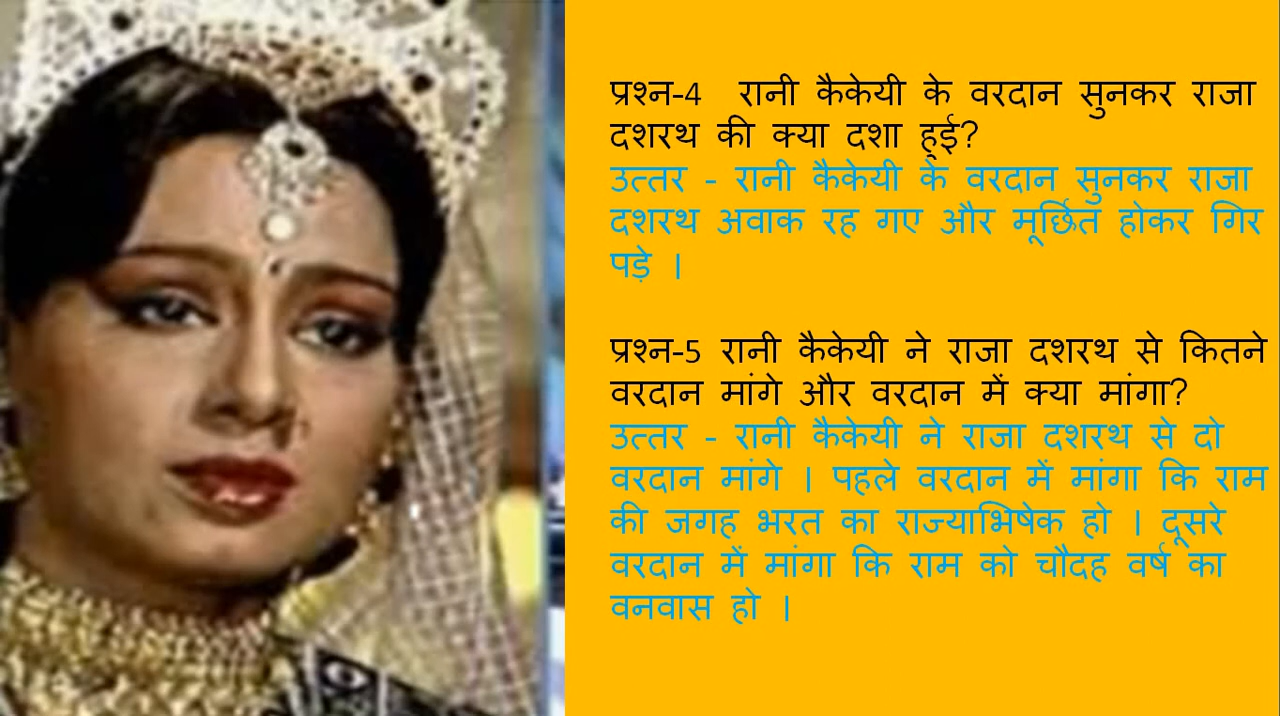 प्रश्न-4 रानी कैकेयी के वरदान सुनकर राजा
दशरथ की क्या दशा हुई?
उत्तर - रानी कैकेयी के वरदान सुनकर राजा
दशरथ अवाक रह गए और मूर्छित होकर गिर
पड़े ।
प्रश्न-5 रानी कैकेयी ने राजा दशरथ से कितने
वरदान मांगे और वरदान में क्या मांगा?
उत्तर - रानी कैकेयी ने राजा दशरथ से दो
वरदान मांगे । पहले वरदान में मांगा कि राम
की जगह भरत का राज्याभिषेक हो । दूसरे
वरदान में मांगा कि राम को चौदह वर्ष का
वनवास हो ।